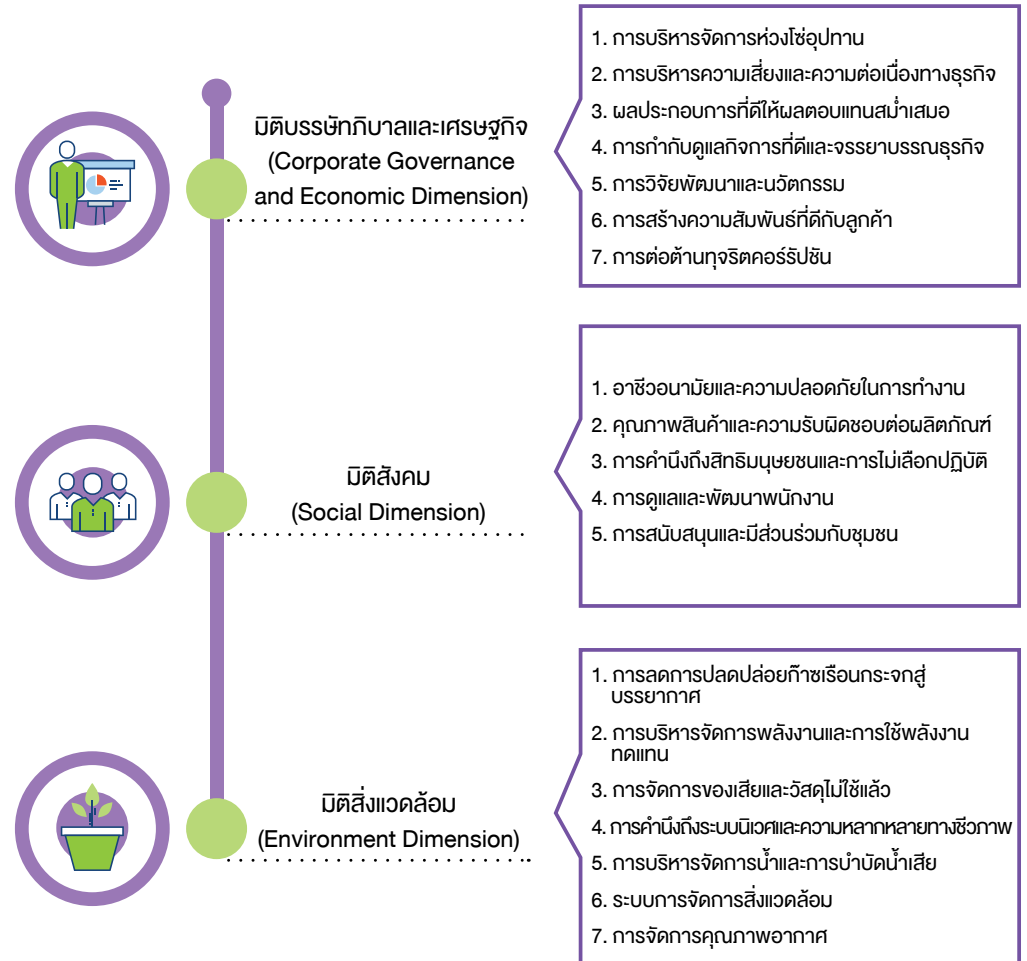 มิติบรรษัทภิบาลและเศรษฐกิจ
(Corporate Governance
and Economic Dimension)
1. การบริหารจัดการห่วงโซ่อุปทาน
2. การบริหารความเสี่ยงและความต่อเนื่องทางธุรกิจ
3. ผลประกอบการที่ดีให้ผลตอบแทนสม่ำเสมอ
4. การกำกับดูแลกิจการที่ดีและจรรยาบรรณธุรกิจ
5. การวิจัยพัฒนาและนวัตกรรม
6. การสร้างความสัมพันธ์ที่ดีกับลูกค้า
7. การต่อต้านทุจริตคอร์รัปชัน
มิติสังคม
(Social Dimension)
1. อาชีวอนามัยและความปลอดภัยในการทำงาน
2. คุณภาพสินค้าและความรับผิดชอบต่อผลิตภัณฑ์
3. การคำนึงถึงสิทธิมนุษยชนและการไม่เลือกปฏิบัติ
4. การดูแลและพัฒนาพนักงาน
5. การสนับสนุนและมีส่วนร่วมกับชุมชน
มิติสิ่งแวดล้อม
(Environment Dimension)
1. การลดการปลดปล่อยก๊าซเรือนกระจกสู่
บรรยากาศ
2. การบริหารจัดการพลังงานและการใช้พลังงาน
ทดแทน
3. การจัดการของเสียและวัสดุไม่ใช้แล้ว
4. การคำนึงถึงระบบนิเวศและความหลากหลายทางชีวภาพ
5. การบริหารจัดการน้ำและการบำบัดน้ำเสีย
6. ระบบการจัดการสิ่งแวดล้อม
7. การจัดการคุณภาพอากาศ